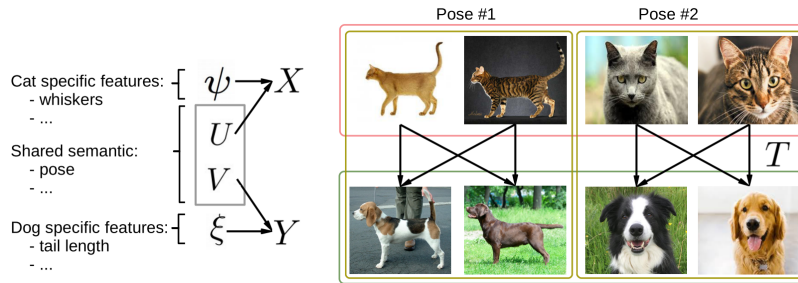 Pose #1
Pose #2
Cat specific features:
- whiskers
- ...
ψ
X
U
Shared semantic:
- pose
- ...
V
T
Dog specific features:
- tail length
- ...
ξ
Y